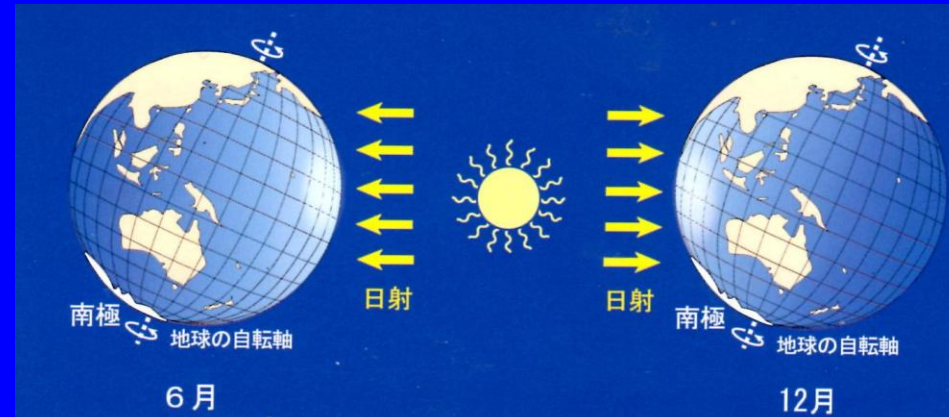 日射
日射
南極
地球の自転軸
６月
南極
地球の自転軸
12月